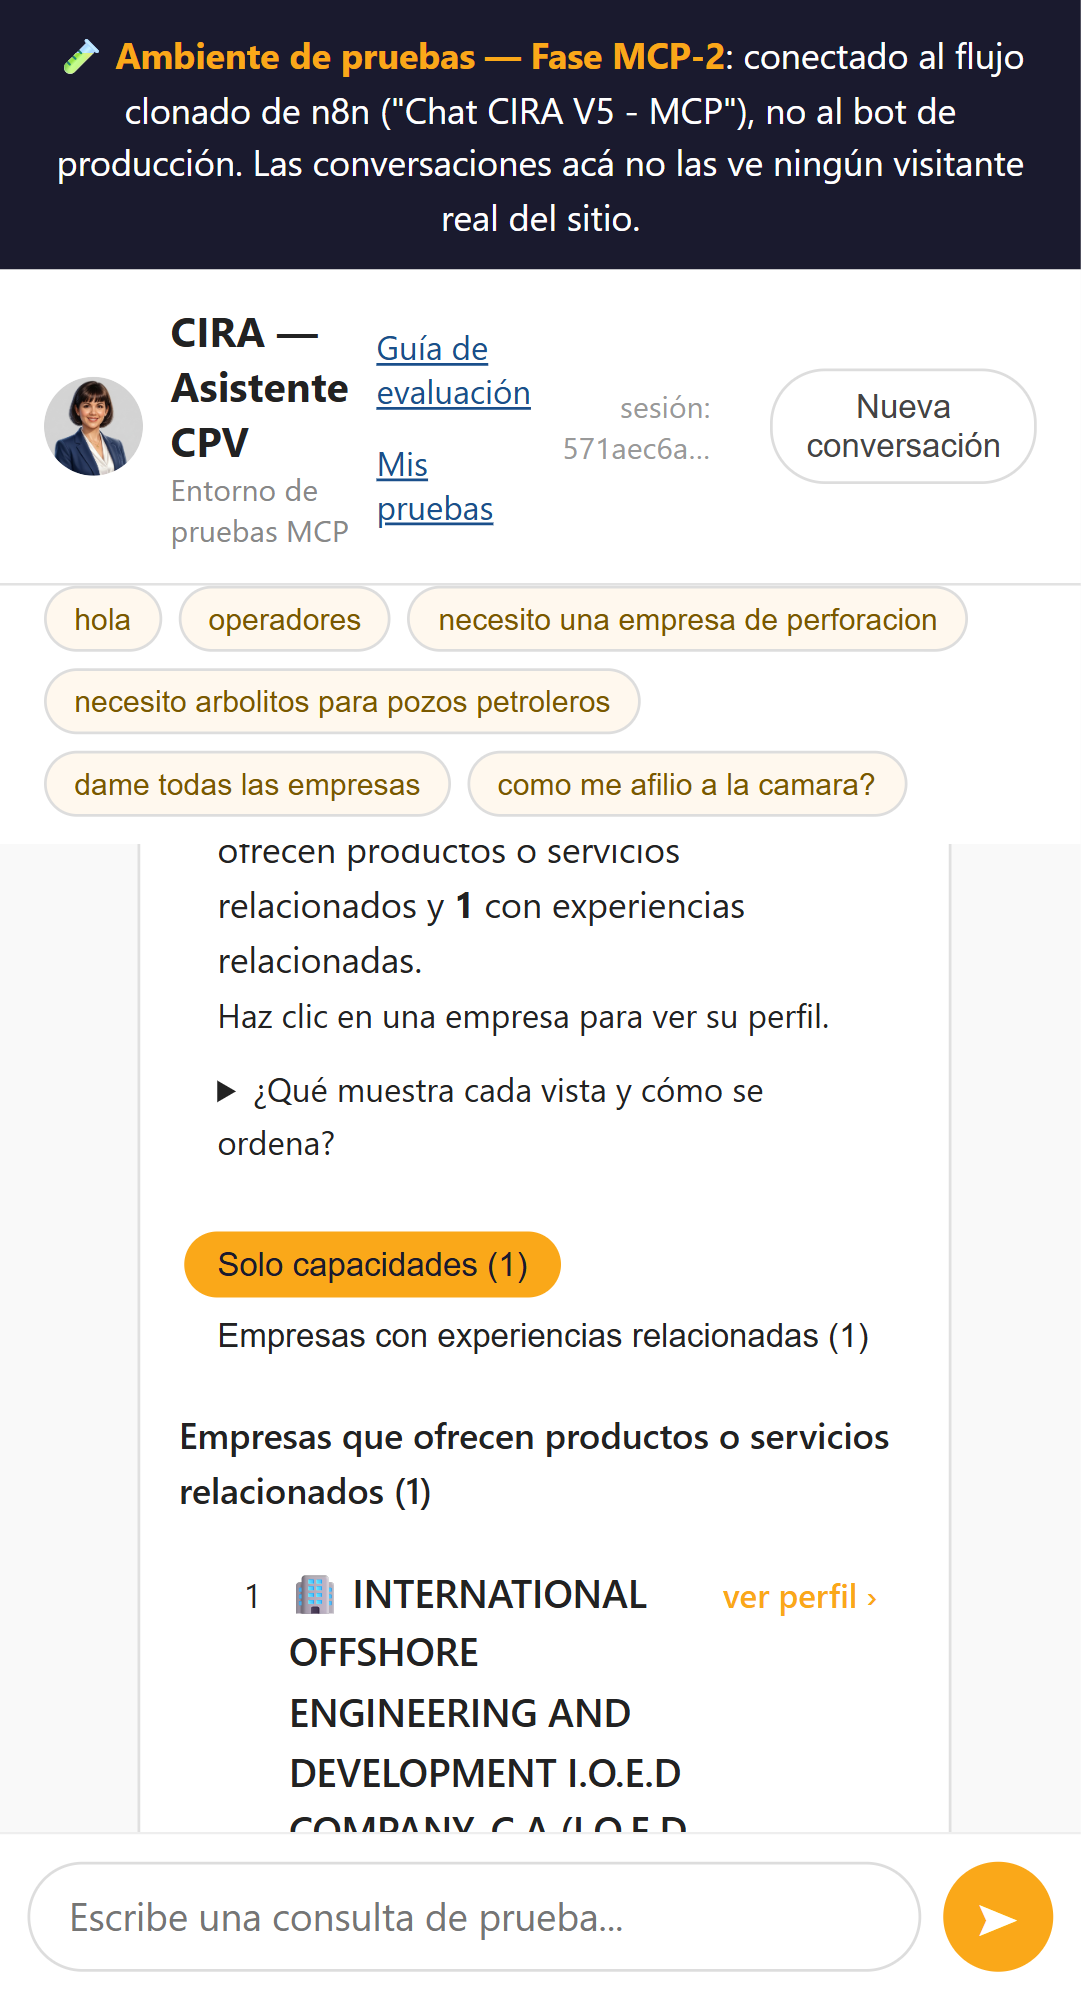 Ambiente de pruebas — Fase MCP-2: conectado al flujo
clonado de n8n ("Chat CIRA V5 - MCP"), no al bot de
producción. Las conversaciones acá no las ve ningún visitante
real del sitio.
CIRA —
Asistente
CPV
Entorno de
pruebas MCP
Guía de
evaluación
Mis
pruebas
sesión:
571aec6a...
Nueva
conversación
hola
operadores
necesito una empresa de perforacion
necesito arbolitos para pozos petroleros
dame todas las empresas
como me afilio a la camara?
ofrecen productos o servicios
relacionados y 1 con experiencias
relacionadas.
Haz clic en una empresa para ver su perfil.
▶ ¿Qué muestra cada vista y cómo se
ordena?
Solo capacidades (1)
Empresas con experiencias relacionadas (1)
Empresas que ofrecen productos o servicios
relacionados (1)
1 INTERNATIONAL ver perfil ›
OFFSHORE
ENGINEERING AND
DEVELOPMENT I.O.E.D
COMPANY, C.A (I.O.E.D
Escribe una consulta de prueba...